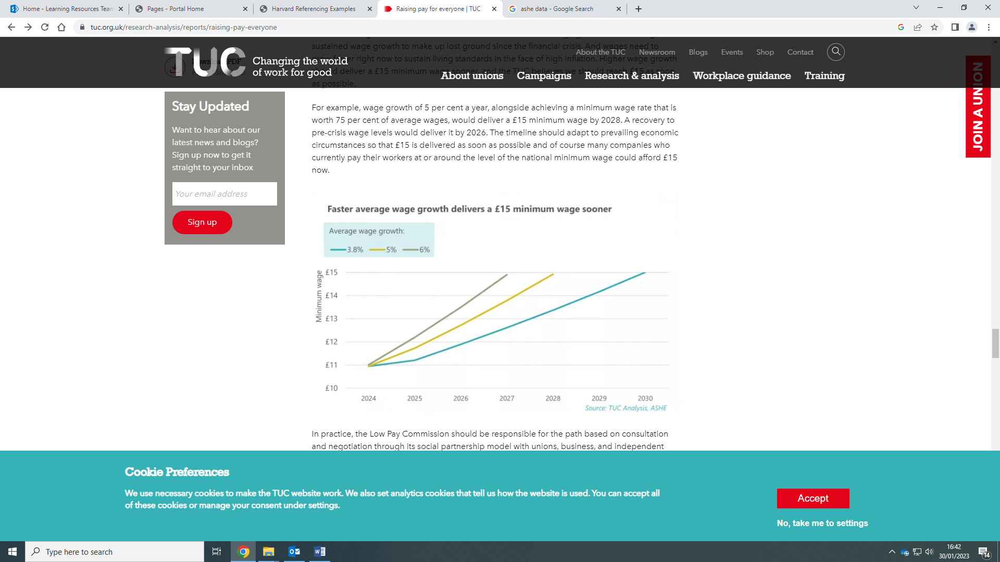 Home - Learning Resources Team
Pages - Portal Home
Harvard Referencing Examples
Raising pay for everyone | TUC
ashe data - Google Search
tuc.org.uk/research-analysis/reports/raising-pay-everyone
TUC
Changing the world
of work for good
About the TUC
Newsroom
Blogs
Events
Shop
Contact
About unions
Campaigns
Research & analysis
Workplace guidance
Training
JOIN A UNION
sustained wage growth to make up lost ground since the financial crisis. And wages need to
right now to sustain living standards in the face of high inflation. Higher wage growth
deliver a £15 minimum wage sooner, and the TUC believes we should reach £15 as soon
as possible.
Stay Updated
Want to hear about our
latest news and blogs?
Sign up now to get it
straight to your inbox
Your email address
Sign up
For example, wage growth of 5 per cent a year, alongside achieving a minimum wage rate that is
worth 75 per cent of average wages, would deliver a £15 minimum wage by 2028. A recovery to
pre-crisis wage levels would deliver it by 2026. The timeline should adapt to prevailing economic
circumstances so that £15 is delivered as soon as possible and of course many companies who
currently pay their workers at or around the level of the national minimum wage could afford £15
now.
Faster average wage growth delivers a £15 minimum wage sooner
Average wage growth:
3.8% 5% 6%
Minimum wage
£15
£14
£13
£12
£11
£10
2024 2025 2026 2027 2028 2029 2030
Source: TUC Analysis, ASHE
In practice, the Low Pay Commission should be responsible for the path based on consultation
and negotiation through its social partnership model with unions, business, and independent
Cookie Preferences
We use necessary cookies to make the TUC website work. We also set analytics cookies that tell us how the website is used. You can accept all
of these cookies or manage your consent under settings.
Accept
No, take me to settings
Type here to search
16:42
30/01/2023
14